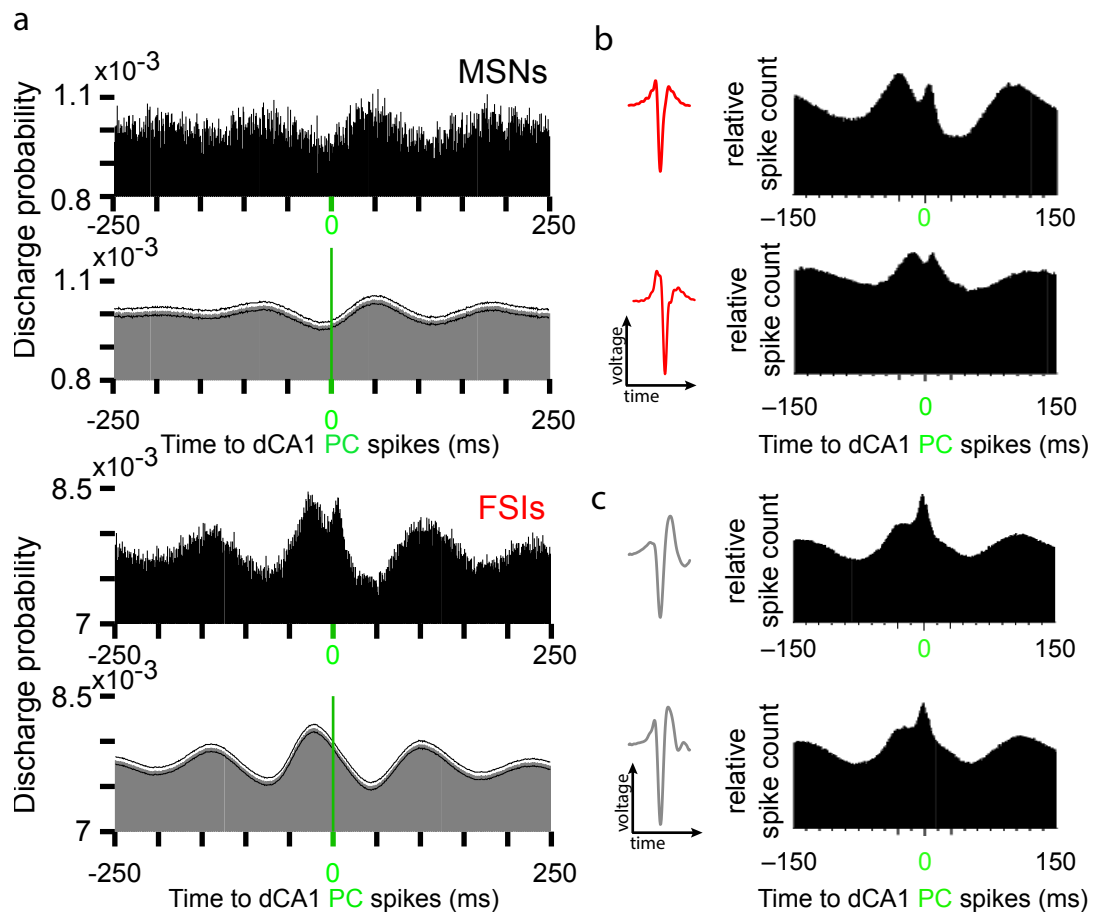 a
Discharge probability
x10-3
MSNs
1.1
0.8
-250
0
250
x10-3
1.1
0.8
-250
0
250
Time to dCA1 PC spikes (ms)
Discharge probability
x10-3
8.5
FSIs
7
-250
0
250
x10-3
8.5
7
-250
0
250
Time to dCA1 PC spikes (ms)
b
relative
spike count
–150
0
150
voltage
time
relative
spike count
–150
0
150
Time to dCA1 PC spikes (ms)
c
relative
spike count
–150
0
150
voltage
time
relative
spike count
–150
0
150
Time to dCA1 PC spikes (ms)